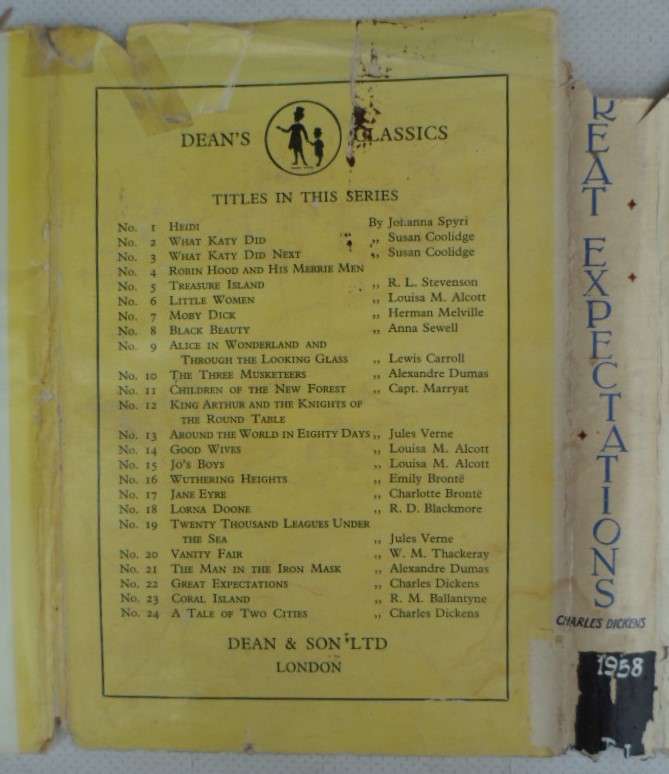 DEAN'S CLASSICS
TITLES IN THIS SERIES
No. 1 HEIDI By Johanna Spyri
No. 2 WHAT KATY DID ,, Susan Coolidge
No. 3 WHAT KATY DID NEXT ,, Susan Coolidge
No. 4 ROBIN HOOD AND HIS MERRIE MEN
No. 5 TREASURE ISLAND ,, R. L. Stevenson
No. 6 LITTLE WOMEN ,, Louisa M. Alcott
No. 7 MOBY DICK ,, Herman Melville
No. 8 BLACK BEAUTY ,, Anna Sewell
No. 9 ALICE IN WONDERLAND AND
THROUGH THE LOOKING GLASS ,, Lewis Carroll
No. 10 THE THREE MUSKETEERS ,, Alexandre Dumas
No. 11 CHILDREN OF THE NEW FOREST ,, Capt. Marryat
No. 12 KING ARTHUR AND THE KNIGHTS OF
THE ROUND TABLE
No. 13 AROUND THE WORLD IN EIGHTY DAYS ,, Jules Verne
No. 14 GOOD WIVES ,, Louisa M. Alcott
No. 15 JO'S BOYS ,, Louisa M. Alcott
No. 16 WUTHERING HEIGHTS ,, Emily Brontë
No. 17 JANE EYRE ,, Charlotte Brontë
No. 18 LORNA DOONE ,, R. D. Blackmore
No. 19 TWENTY THOUSAND LEAGUES UNDER
THE SEA ,, Jules Verne
No. 20 VANITY FAIR ,, W. M. Thackeray
No. 21 THE MAN IN THE IRON MASK ,, Alexandre Dumas
No. 22 GREAT EXPECTATIONS ,, Charles Dickens
No. 23 CORAL ISLAND ,, R. M. Ballantyne
No. 24 A TALE OF TWO CITIES ,, Charles Dickens
DEAN & SON LTD
LONDON
REAT EXPECTATIONS
CHARLES DICKENS
1958